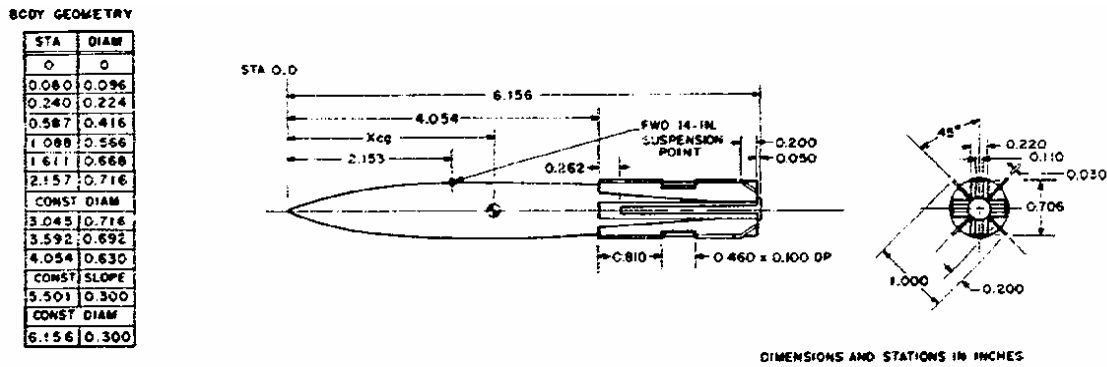 BODY GEOMETRY
STA DIAM
0 0
0.080 0.096
0.240 0.224
0.587 0.416
1.088 0.566
1.611 0.668
2.157 0.716
CONST DIAM
3.045 0.716
3.592 0.692
4.054 0.630
CONST SLOPE
5.501 0.300
CONST DIAM
6.156 0.300
STA 0.0
6.156
4.054
Xcg
2.153
FWD 14-IN.
SUSPENSION
POINT
0.262
0.200
0.050
0.810
0.460 x 0.100 DP
45°
0.220
0.110
0.030
0.706
1.000
0.200
DIMENSIONS AND STATIONS IN INCHES